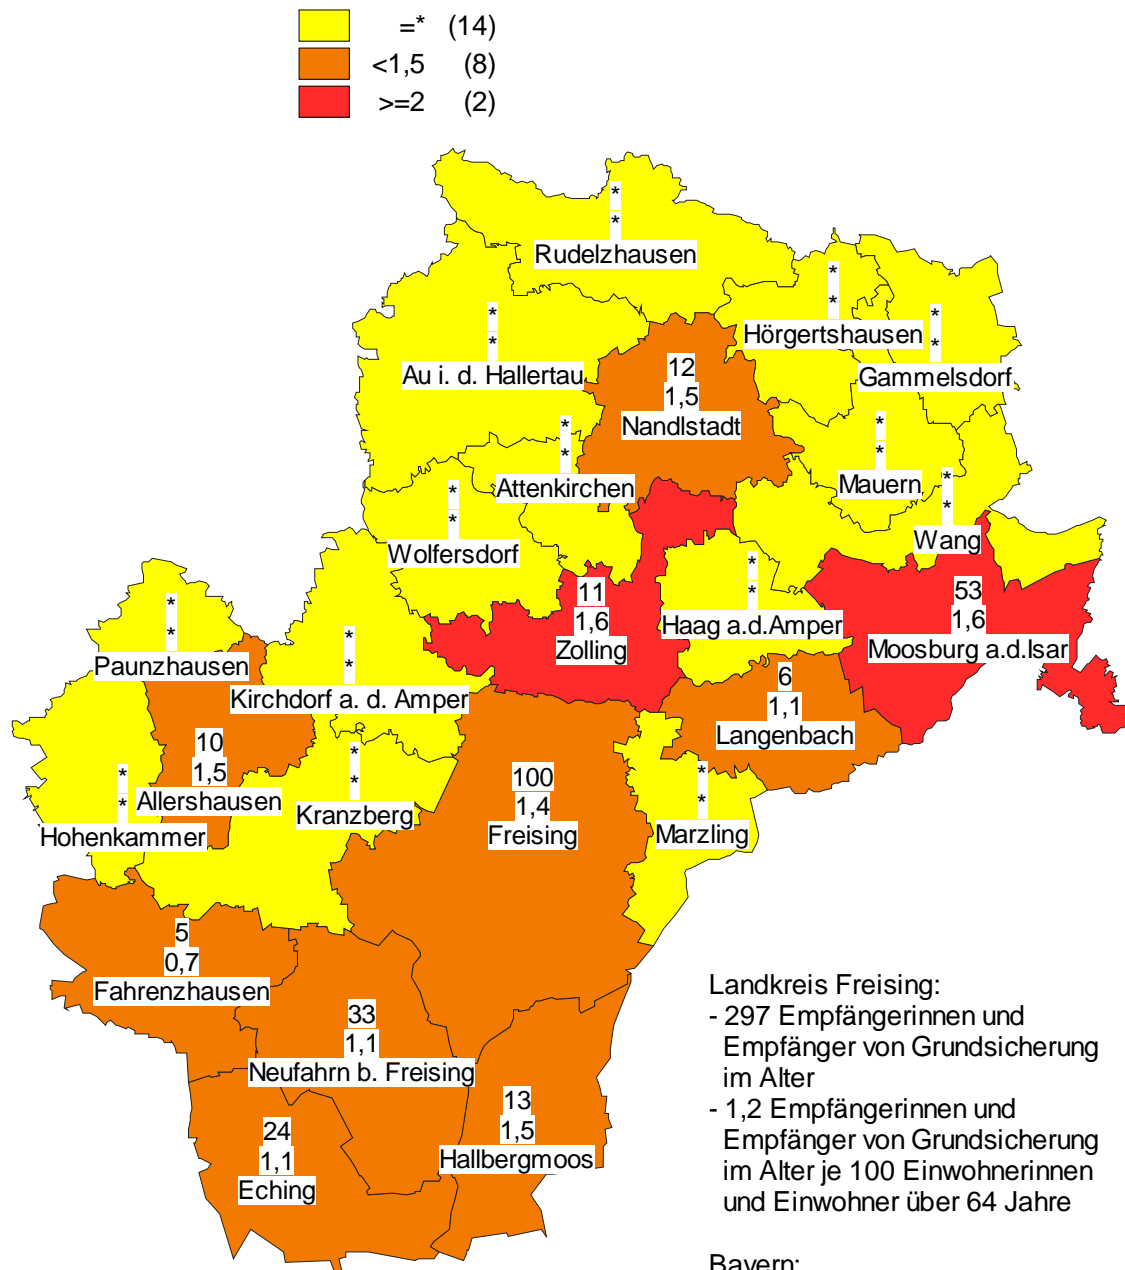 =* (14)
<1,5 (8)
>=2 (2)
*
*
Rudelzhausen
*
*
Hörgertshausen
*
*
Au i. d. Hallertau
*
*
Gammelsdorf
12
1,5
Nandlstadt
*
*
Attenkirchen
*
*
Mauern
*
*
Wolfersdorf
*
*
Wang
*
*
Haag a.d.Amper
11
1,6
Zolling
53
1,6
Moosburg a.d.Isar
*
*
Paunzhausen
*
*
Kirchdorf a. d. Amper
6
1,1
Langenbach
10
1,5
Allershausen
*
*
Kranzberg
*
*
Hohenkammer
100
1,4
Freising
*
*
Marzling
5
0,7
Fahrenzhausen
33
1,1
Neufahrn b. Freising
13
1,5
Hallbergmoos
24
1,1
Eching
Landkreis Freising:
- 297 Empfängerinnen und
Empfänger von Grundsicherung
im Alter
- 1,2 Empfängerinnen und
Empfänger von Grundsicherung
im Alter je 100 Einwohnerinnen
und Einwohner über 64 Jahre
Bayern: